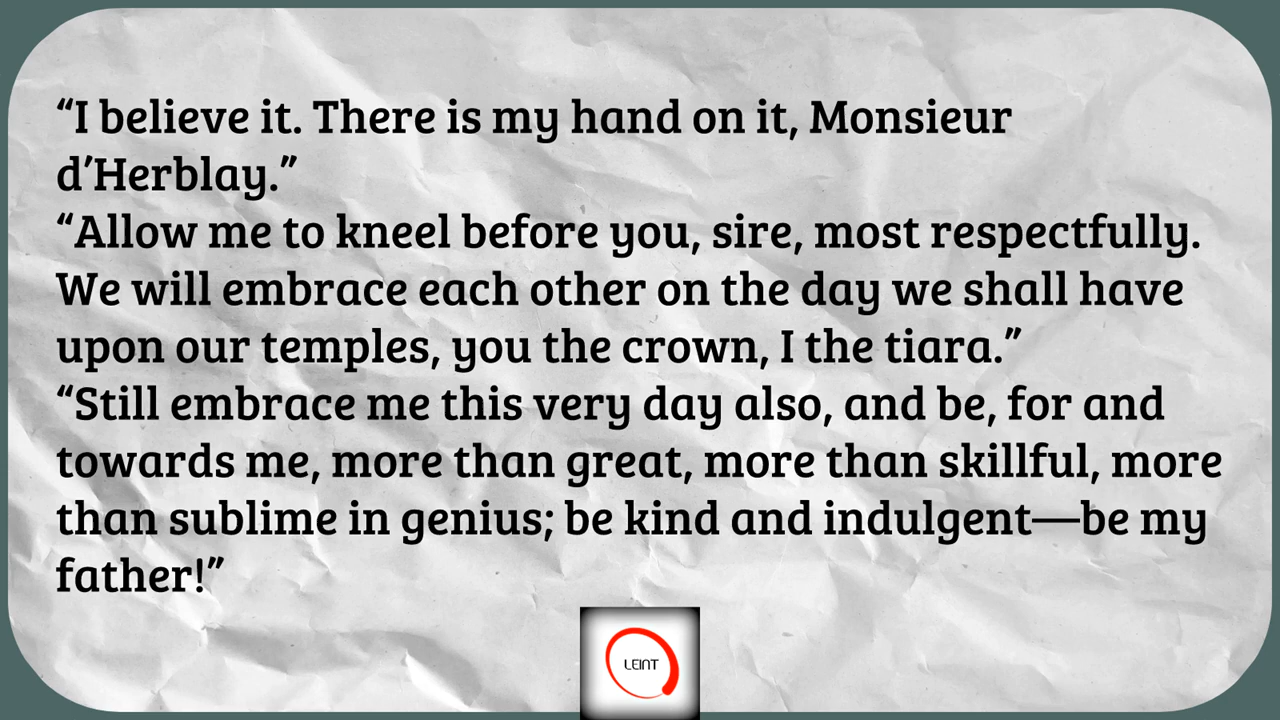 “I believe it. There is my hand on it, Monsieur
d’Herblay.”
“Allow me to kneel before you, sire, most respectfully.
We will embrace each other on the day we shall have
upon our temples, you the crown, I the tiara.”
“Still embrace me this very day also, and be, for and
towards me, more than great, more than skillful, more
than sublime in genius; be kind and indulgent—be my
father!”
LEINT